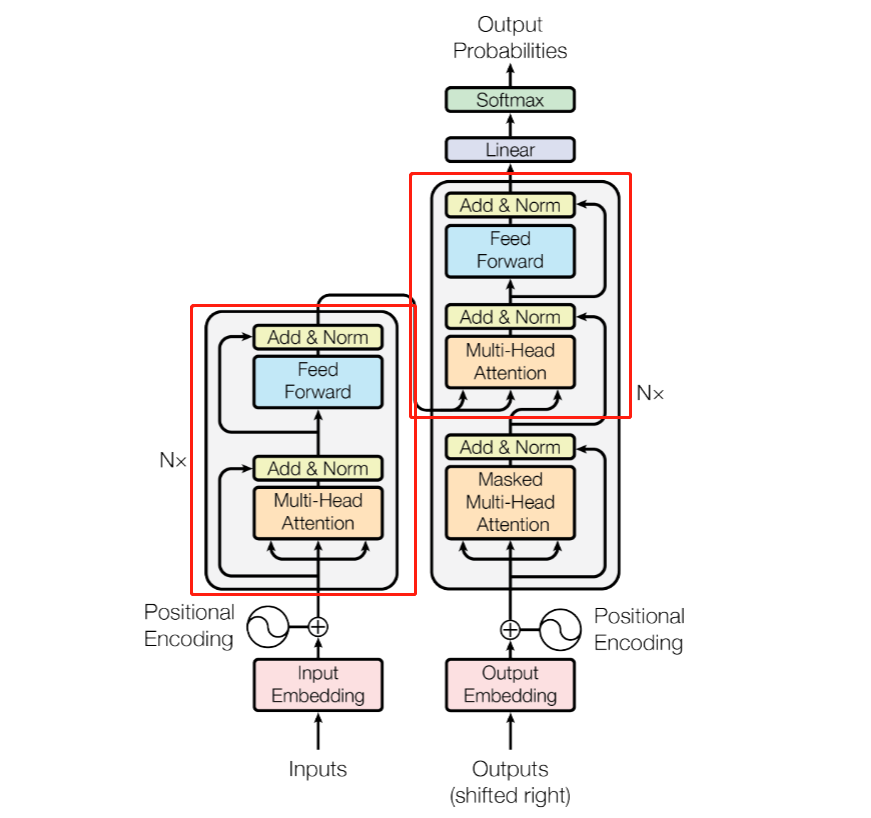 Output
Probabilities
Softmax
Linear
Add & Norm
Feed
Forward
Add & Norm
Multi-Head
Attention
N×
Add & Norm
Masked
Multi-Head
Attention
Add & Norm
Feed
Forward
N×
Add & Norm
Multi-Head
Attention
Positional
Encoding
Positional
Encoding
Input
Embedding
Output
Embedding
Inputs
Outputs
(shifted right)